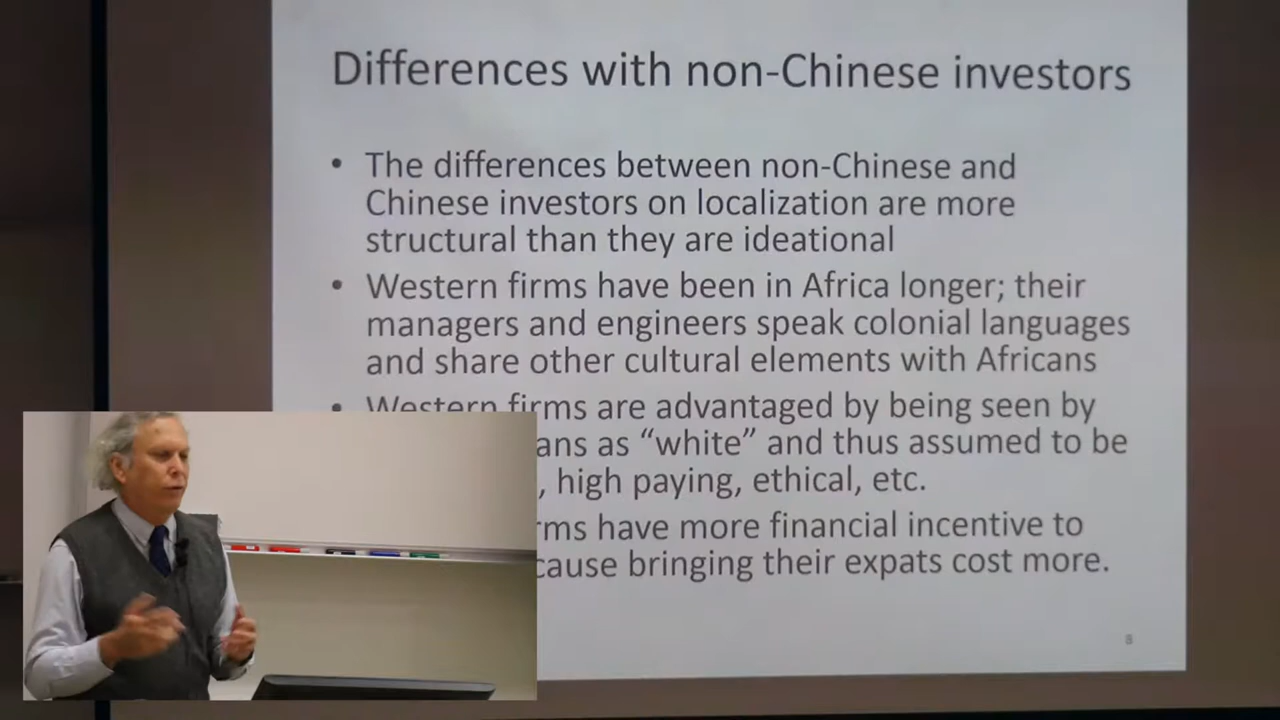 Differences with non-Chinese investors
• The differences between non-Chinese and
Chinese investors on localization are more
structural than they are ideational
• Western firms have been in Africa longer; their
managers and engineers speak colonial languages
and share other cultural elements with Africans
• Western firms are advantaged by being seen by
as “white” and thus assumed to be
, high paying, ethical, etc.
have more financial incentive to
bringing their expats cost more.
8